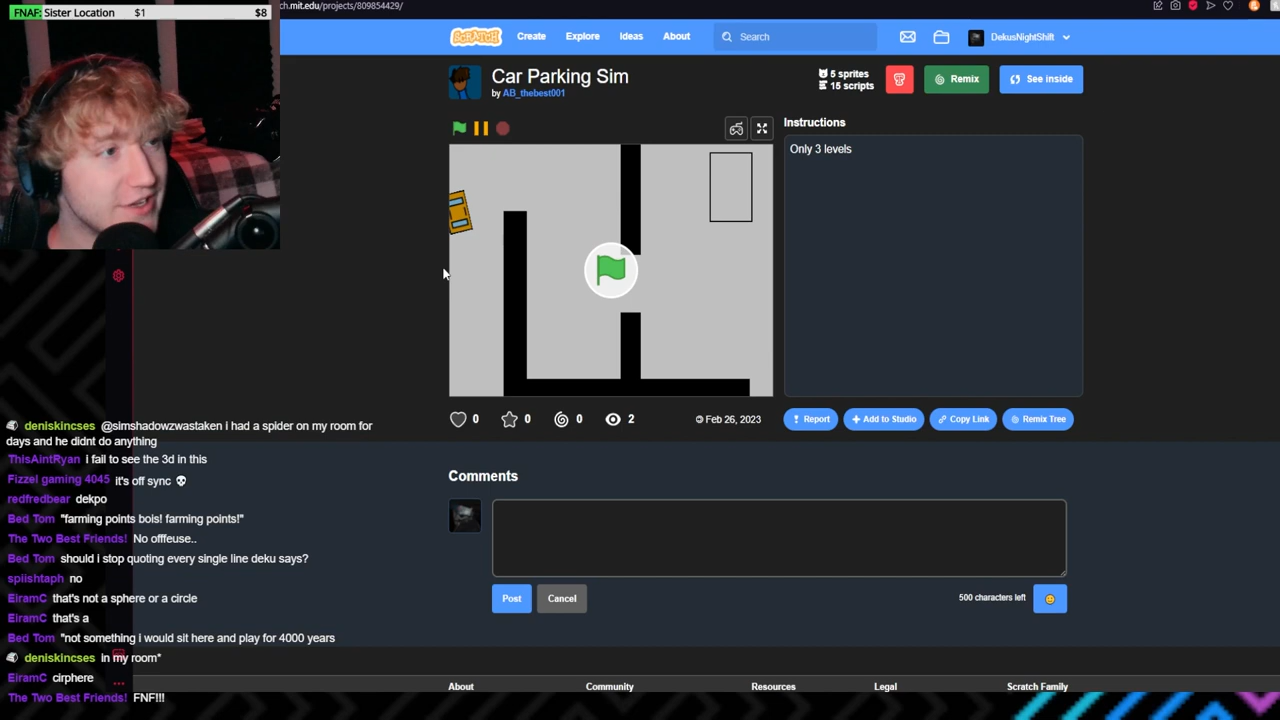 FNAF: Sister Location $1 $8
ch.mit.edu/projects/809854429/
SCRATCH Create Explore Ideas About Search DekusNightShift
Car Parking Sim
by AB_thebest001
5 sprites
15 scripts
Remix
See inside
Instructions
Only 3 levels
0 0 0 2 © Feb 26, 2023
Report Add to Studio Copy Link Remix Tree
Comments
Post Cancel 500 characters left
About Community Resources Legal Scratch Family
deniskincses @simshadowzwastaken i had a spider on my room for
days and he didnt do anything
ThisAintRyan i fail to see the 3d in this
Fizzel gaming 4045 it's off sync 💀
redfredbear dekpo
Bed Tom "farming points bois! farming points!"
The Two Best Friends! No offfeuse..
Bed Tom should i stop quoting every single line deku says?
spiishtaph no
EiramC that's not a sphere or a circle
EiramC that's a
Bed Tom "not something i would sit here and play for 4000 years
deniskincses in my room*
EiramC cirphere
The Two Best Friends! FNF!!!